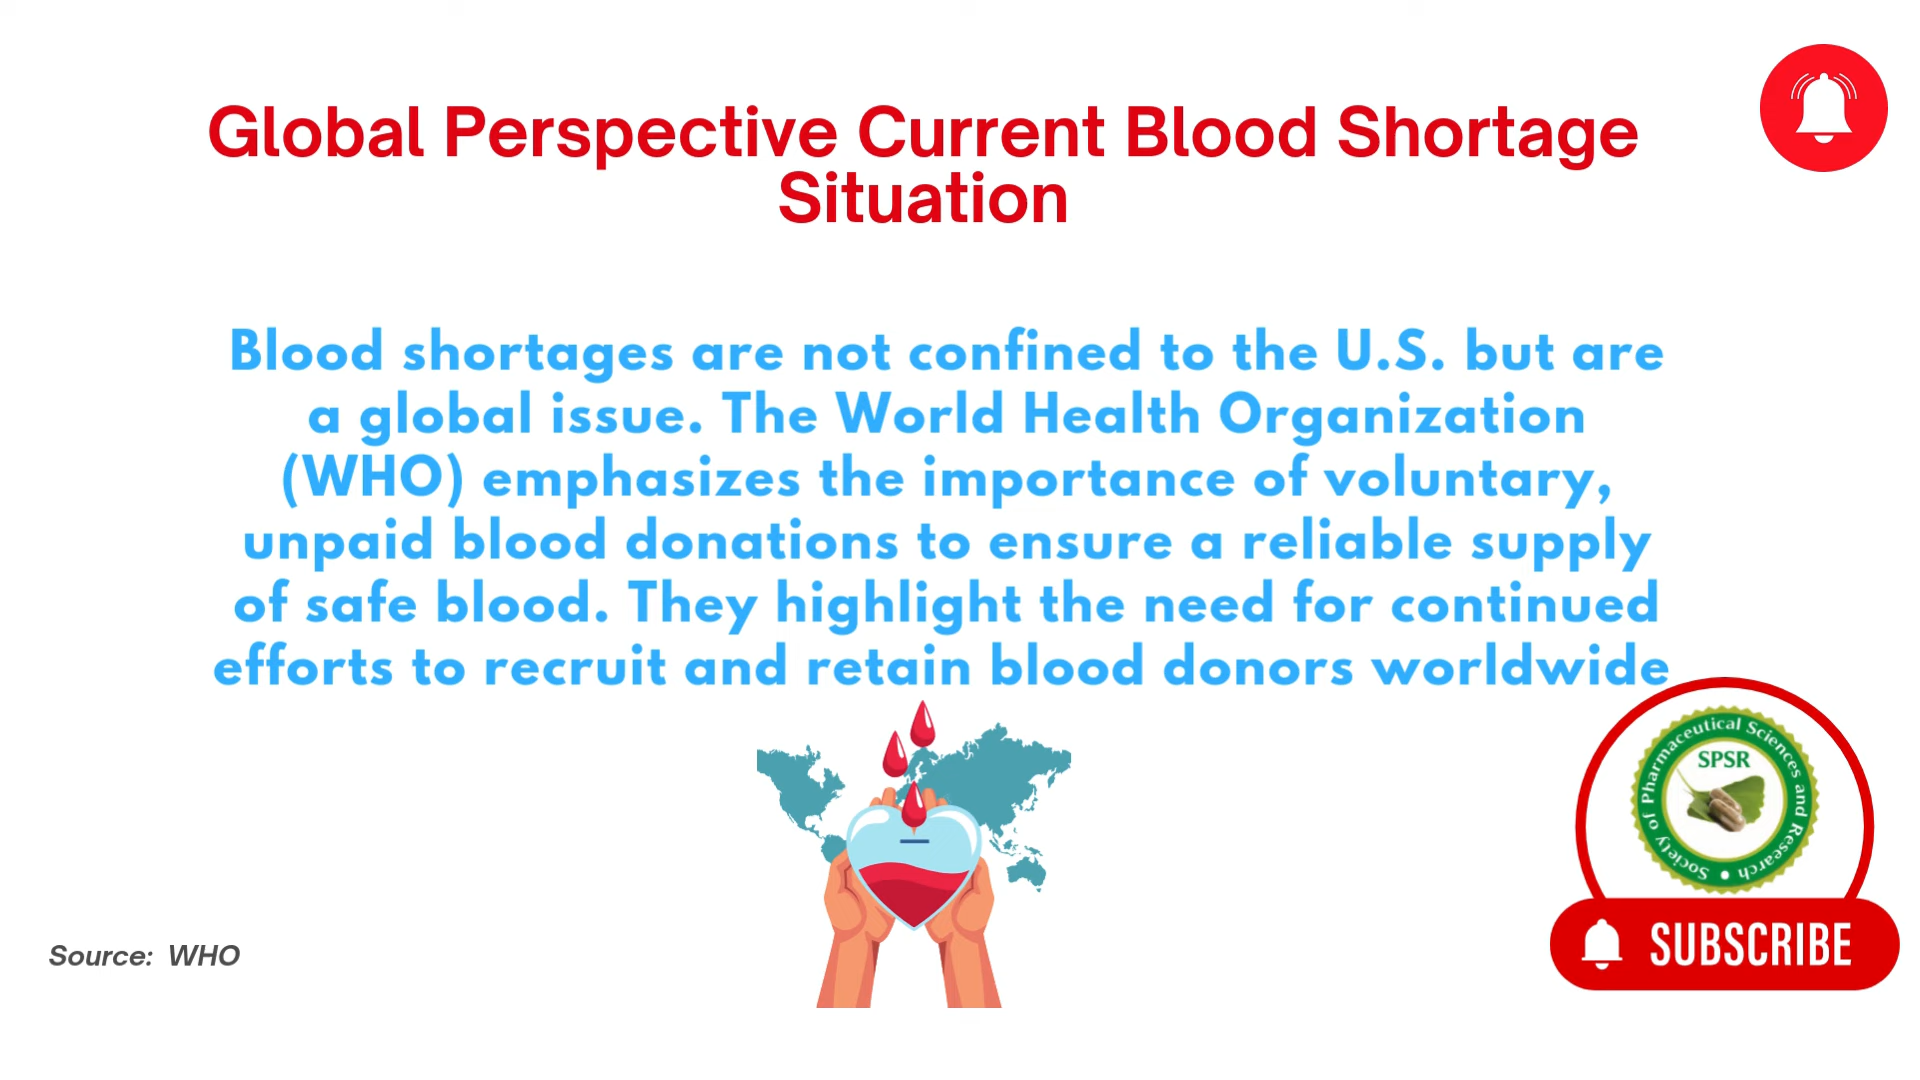 Global Perspective Current Blood Shortage
Situation
Blood shortages are not confined to the U.S. but are
a global issue. The World Health Organization
(WHO) emphasizes the importance of voluntary,
unpaid blood donations to ensure a reliable supply
of safe blood. They highlight the need for continued
efforts to recruit and retain blood donors worldwide
Society of Pharmaceutical Sciences and Research
SPSR
Source: WHO
SUBSCRIBE